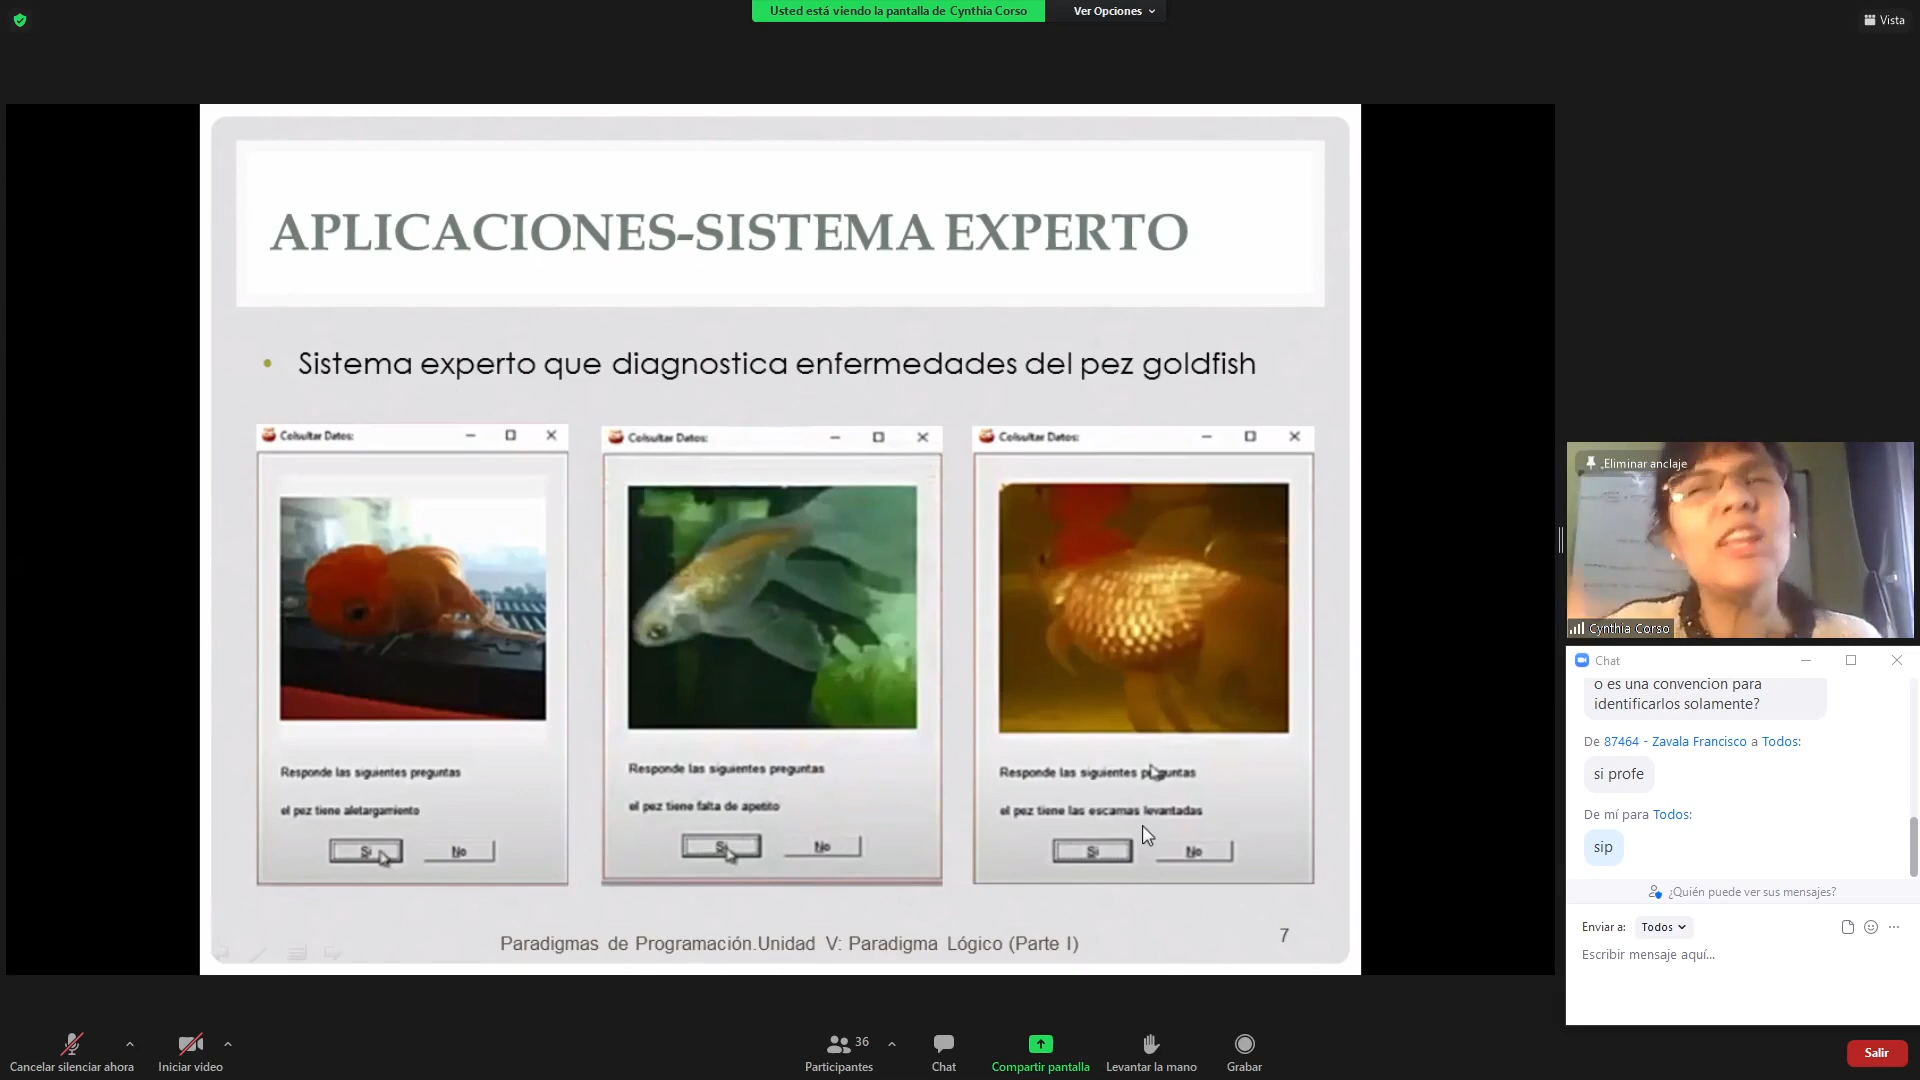 Usted está viendo la pantalla de Cynthia Corso
Ver Opciones
Vista
APLICACIONES-SISTEMA EXPERTO
• Sistema experto que diagnostica enfermedades del pez goldfish
Colsultar Datos:
Responde las siguientes preguntas
el pez tiene aletargamiento
Si
No
Colsultar Datos:
Responde las siguientes preguntas
el pez tiene falta de apetito
Si
No
Colsultar Datos:
Responde las siguientes preguntas
el pez tiene las escamas levantadas
Si
No
Paradigmas de Programación.Unidad V: Paradigma Lógico (Parte I)
7
Eliminar anclaje
Cynthia Corso
Chat
o es una convencion para
identificarlos solamente?
De 87464 - Zavala Francisco a Todos:
si profe
De mí para Todos:
sip
¿Quién puede ver sus mensajes?
Enviar a: Todos
Escribir mensaje aquí...
Cancelar silenciar ahora
Iniciar video
Participantes
36
Chat
Compartir pantalla
Levantar la mano
Grabar
Salir